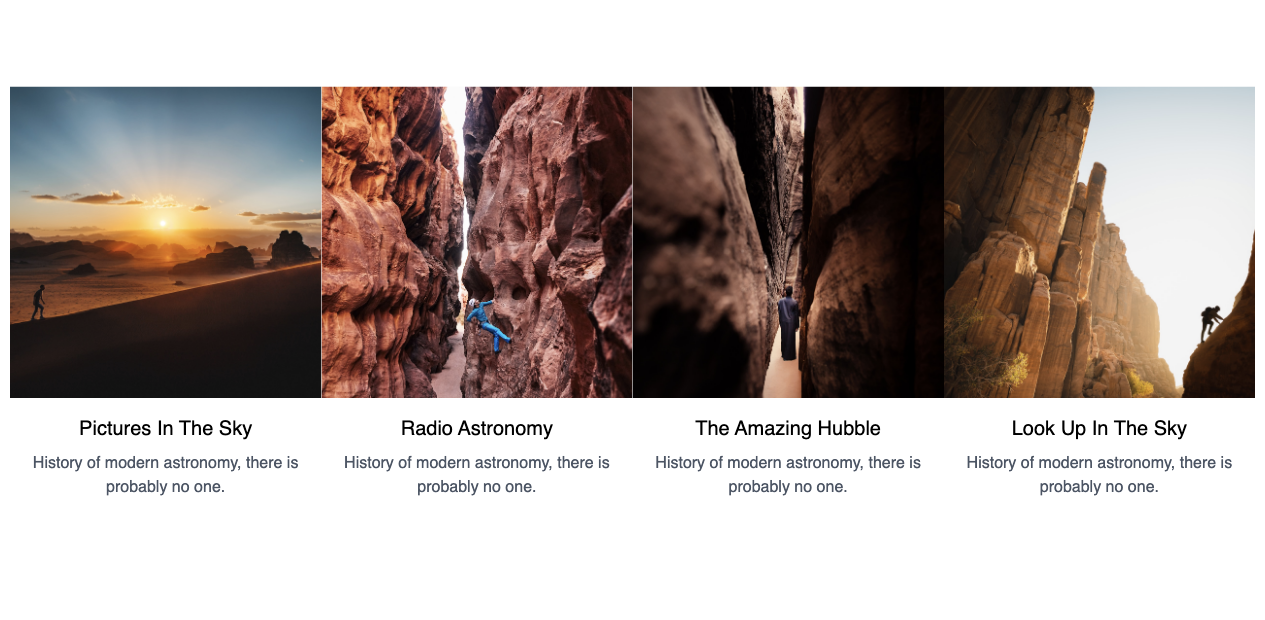 Pictures In The Sky
History of modern astronomy, there is
probably no one.
Radio Astronomy
History of modern astronomy, there is
probably no one.
The Amazing Hubble
History of modern astronomy, there is
probably no one.
Look Up In The Sky
History of modern astronomy, there is
probably no one.